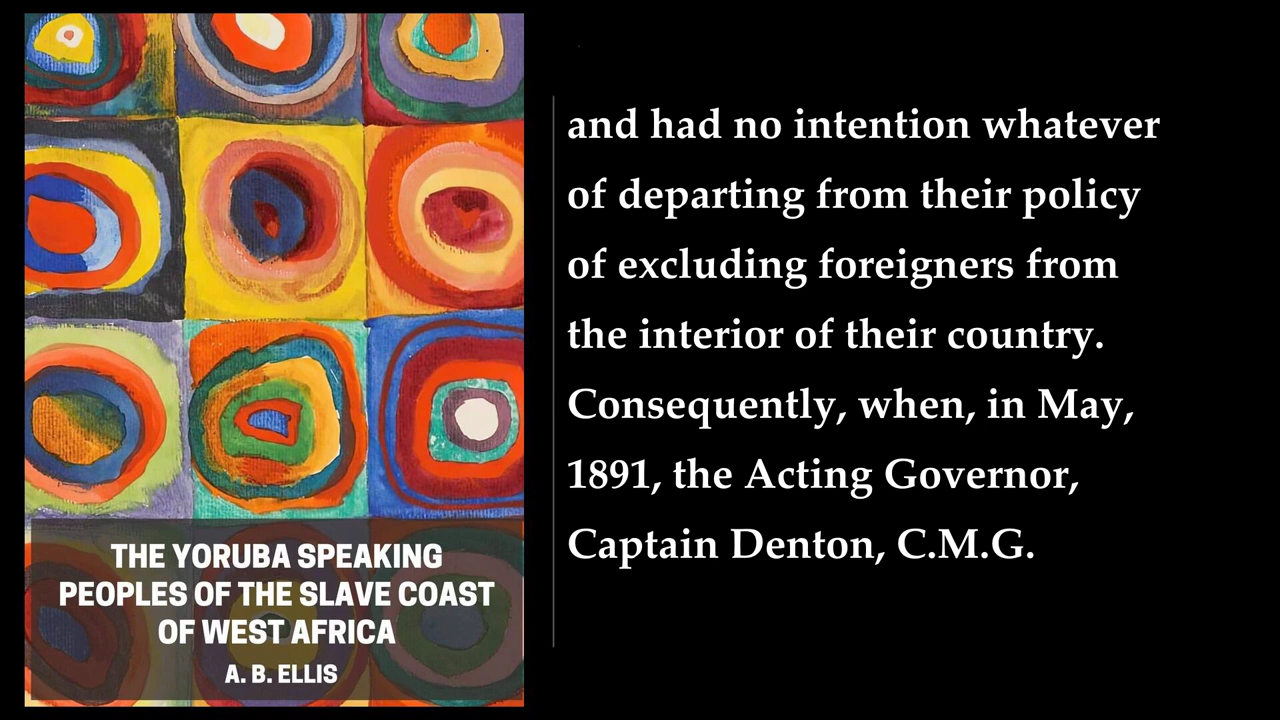 THE YORUBA SPEAKING
PEOPLES OF THE SLAVE COAST
OF WEST AFRICA
A. B. ELLIS
and had no intention whatever
of departing from their policy
of excluding foreigners from
the interior of their country.
Consequently, when, in May,
1891, the Acting Governor,
Captain Denton, C.M.G.